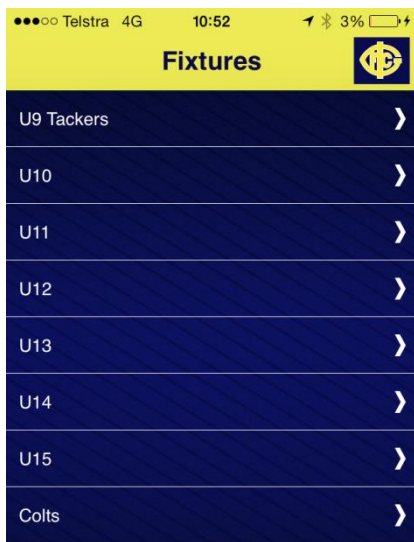 Telstra 4G 10:52 3%
Fixtures
U9 Tackers
U10
U11
U12
U13
U14
U15
Colts